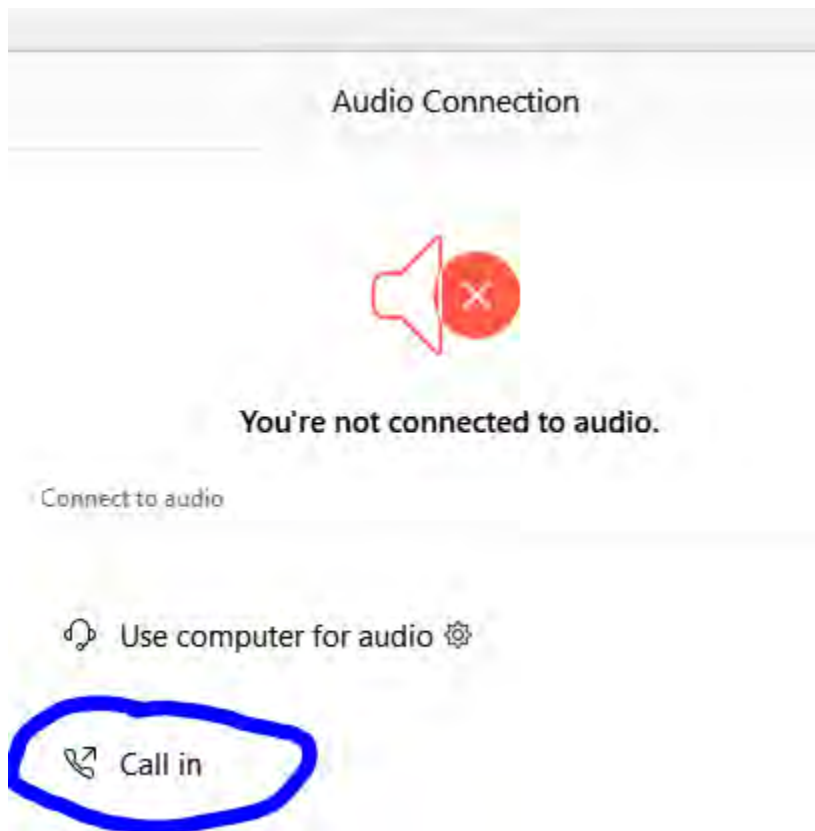 Audio Connection
You're not connected to audio.
Connect to audio
Use computer for audio
Call in